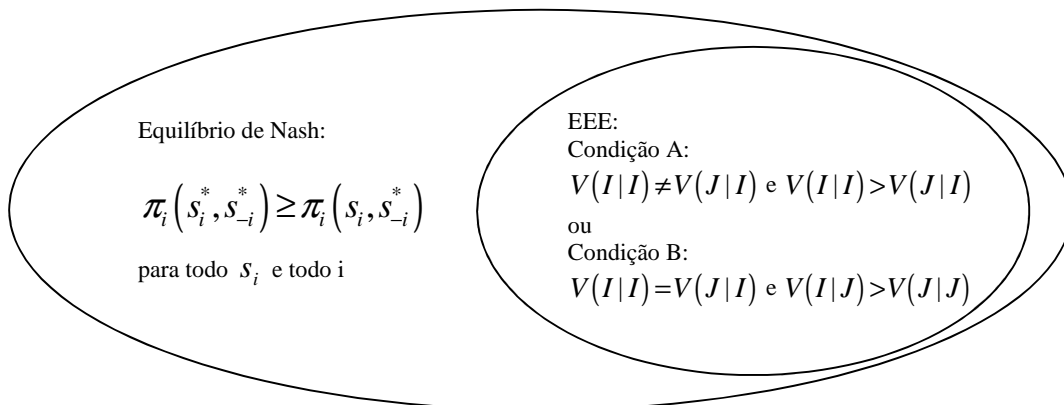 Equilíbrio de Nash:
π_i(s_i^*, s_{-i}^*) ≥ π_i(s_i, s_{-i}^*)
para todo s_i e todo i
EEE:
Condição A:
V(I|I)≠V(J|I) e V(I|I)>V(J|I)
ou
Condição B:
V(I|I)=V(J|I) e V(I|J)>V(J|J)